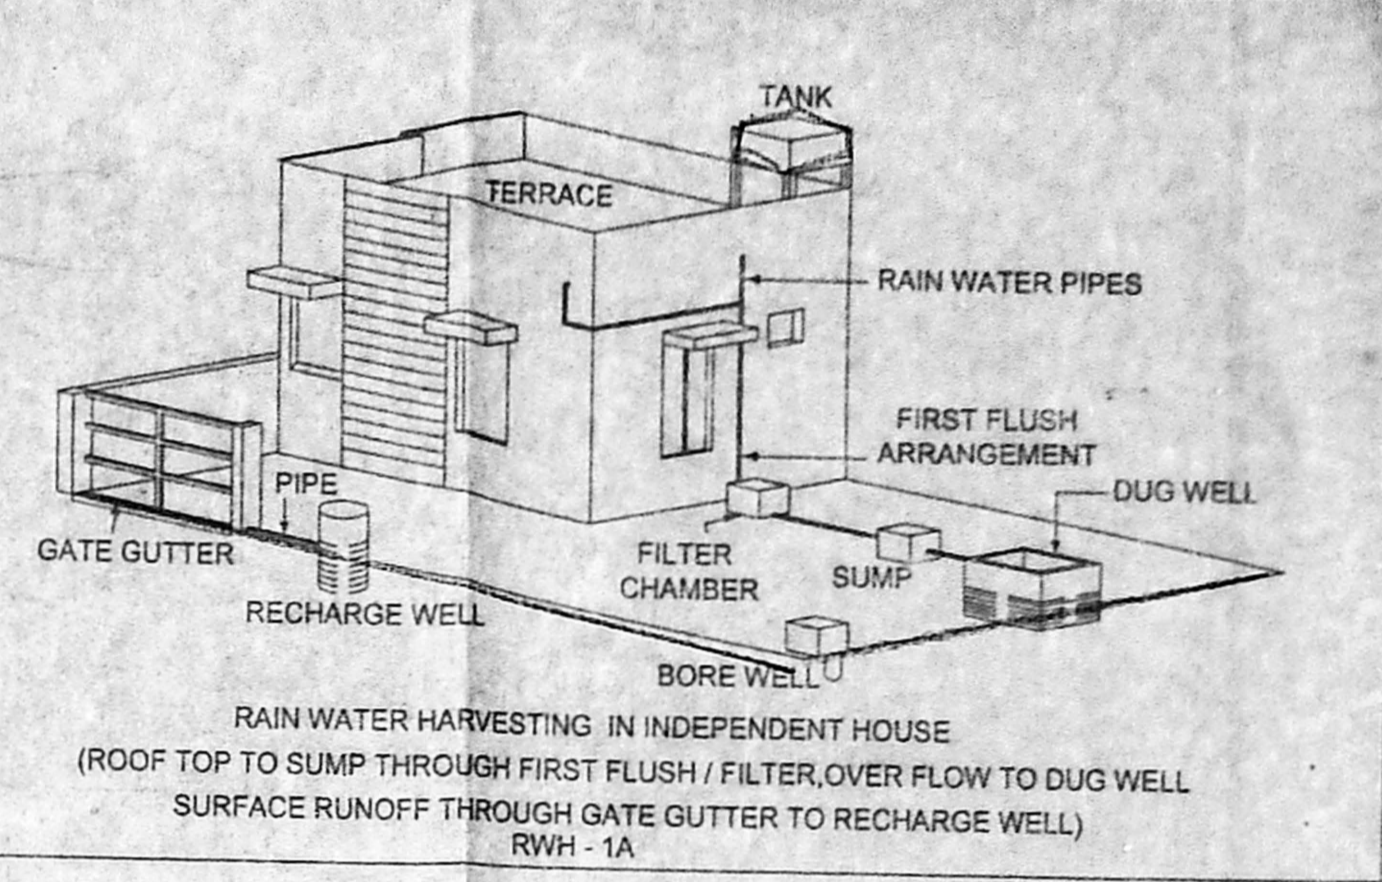 TANK
TERRACE
RAIN WATER PIPES
FIRST FLUSH
ARRANGEMENT
DUG WELL
PIPE
GATE GUTTER
FILTER
CHAMBER
SUMP
RECHARGE WELL
BORE WELL
RAIN WATER HARVESTING IN INDEPENDENT HOUSE
(ROOF TOP TO SUMP THROUGH FIRST FLUSH / FILTER,OVER FLOW TO DUG WELL
SURFACE RUNOFF THROUGH GATE GUTTER TO RECHARGE WELL)
RWH - 1A